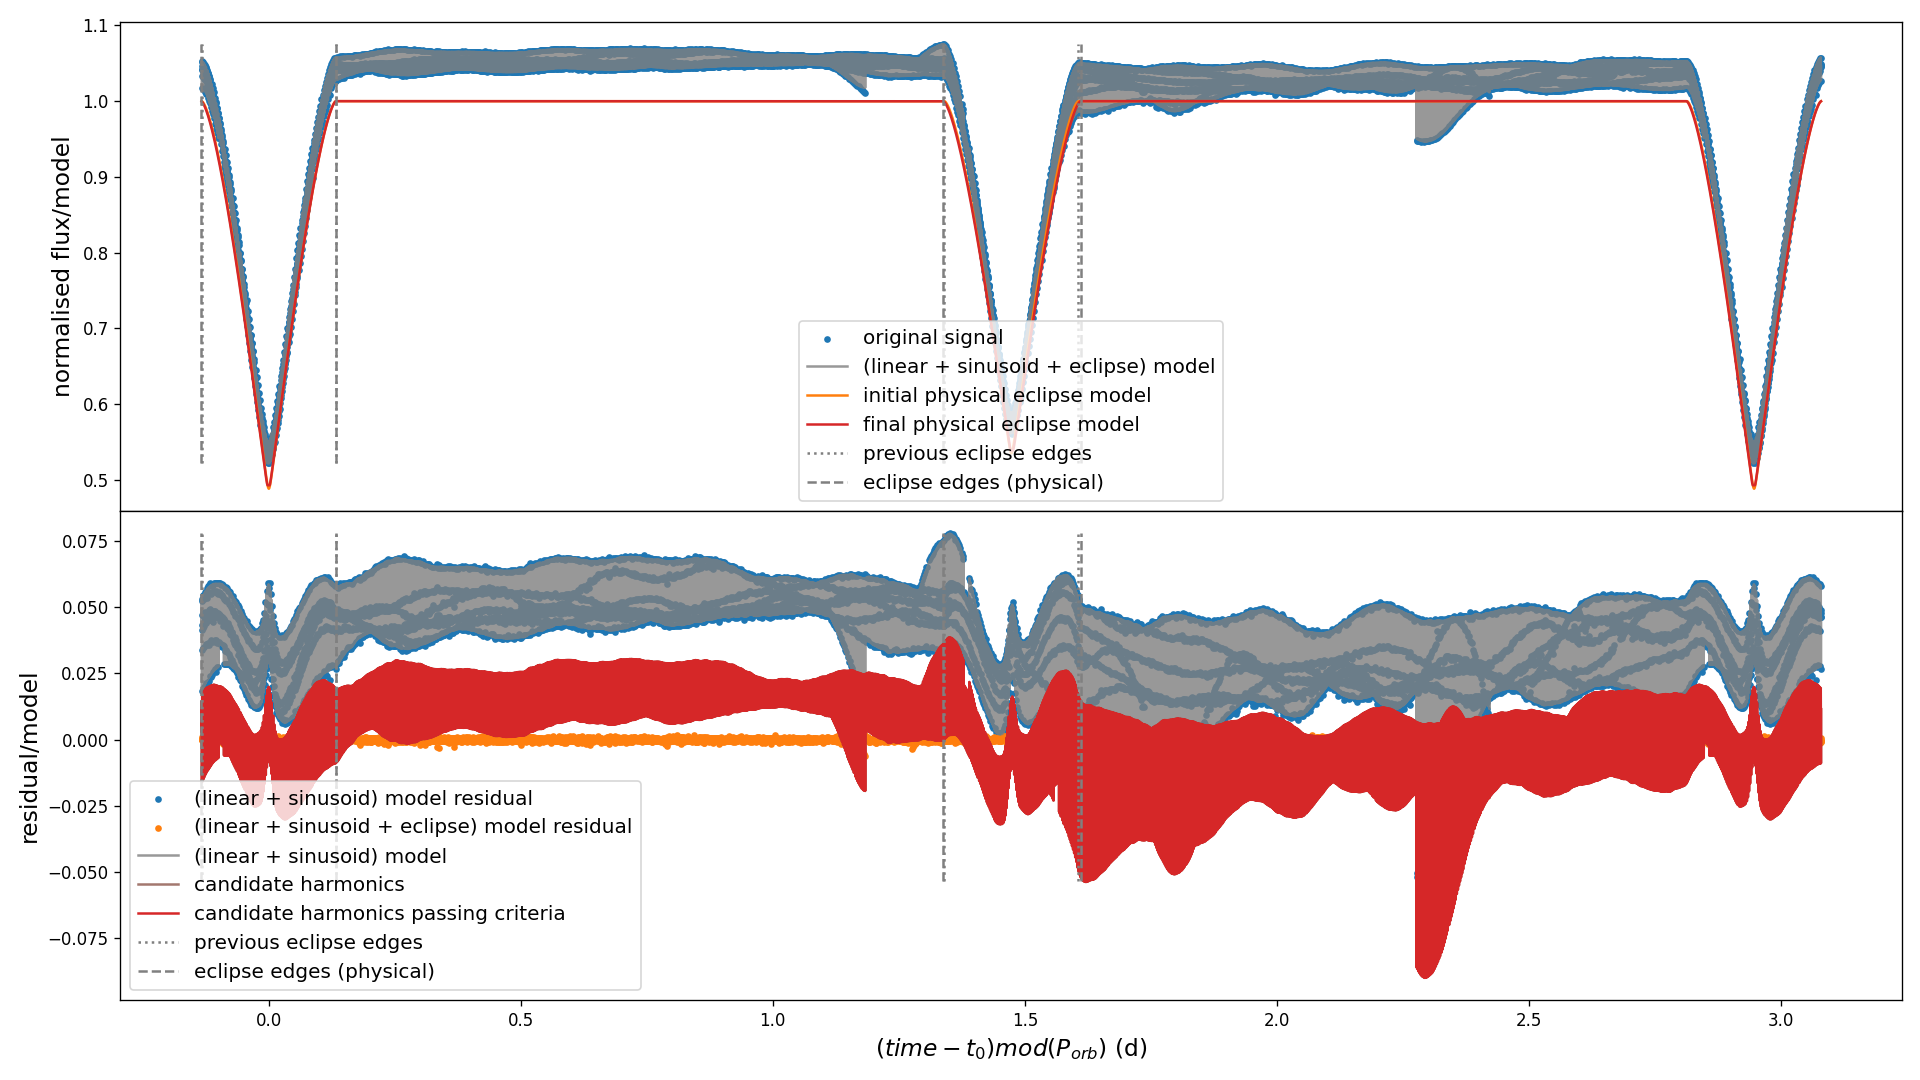 1.1
1.0
0.9
0.8
0.7
0.6
0.5
normalised flux/model
original signal
(linear + sinusoid + eclipse) model
initial physical eclipse model
final physical eclipse model
previous eclipse edges
eclipse edges (physical)
0.075
0.050
0.025
0.000
−0.025
−0.050
−0.075
residual/model
(linear + sinusoid) model residual
(linear + sinusoid + eclipse) model residual
(linear + sinusoid) model
candidate harmonics
candidate harmonics passing criteria
previous eclipse edges
eclipse edges (physical)
0.0 0.5 1.0 1.5 2.0 2.5 3.0
(time − t₀)mod(P_orb) (d)